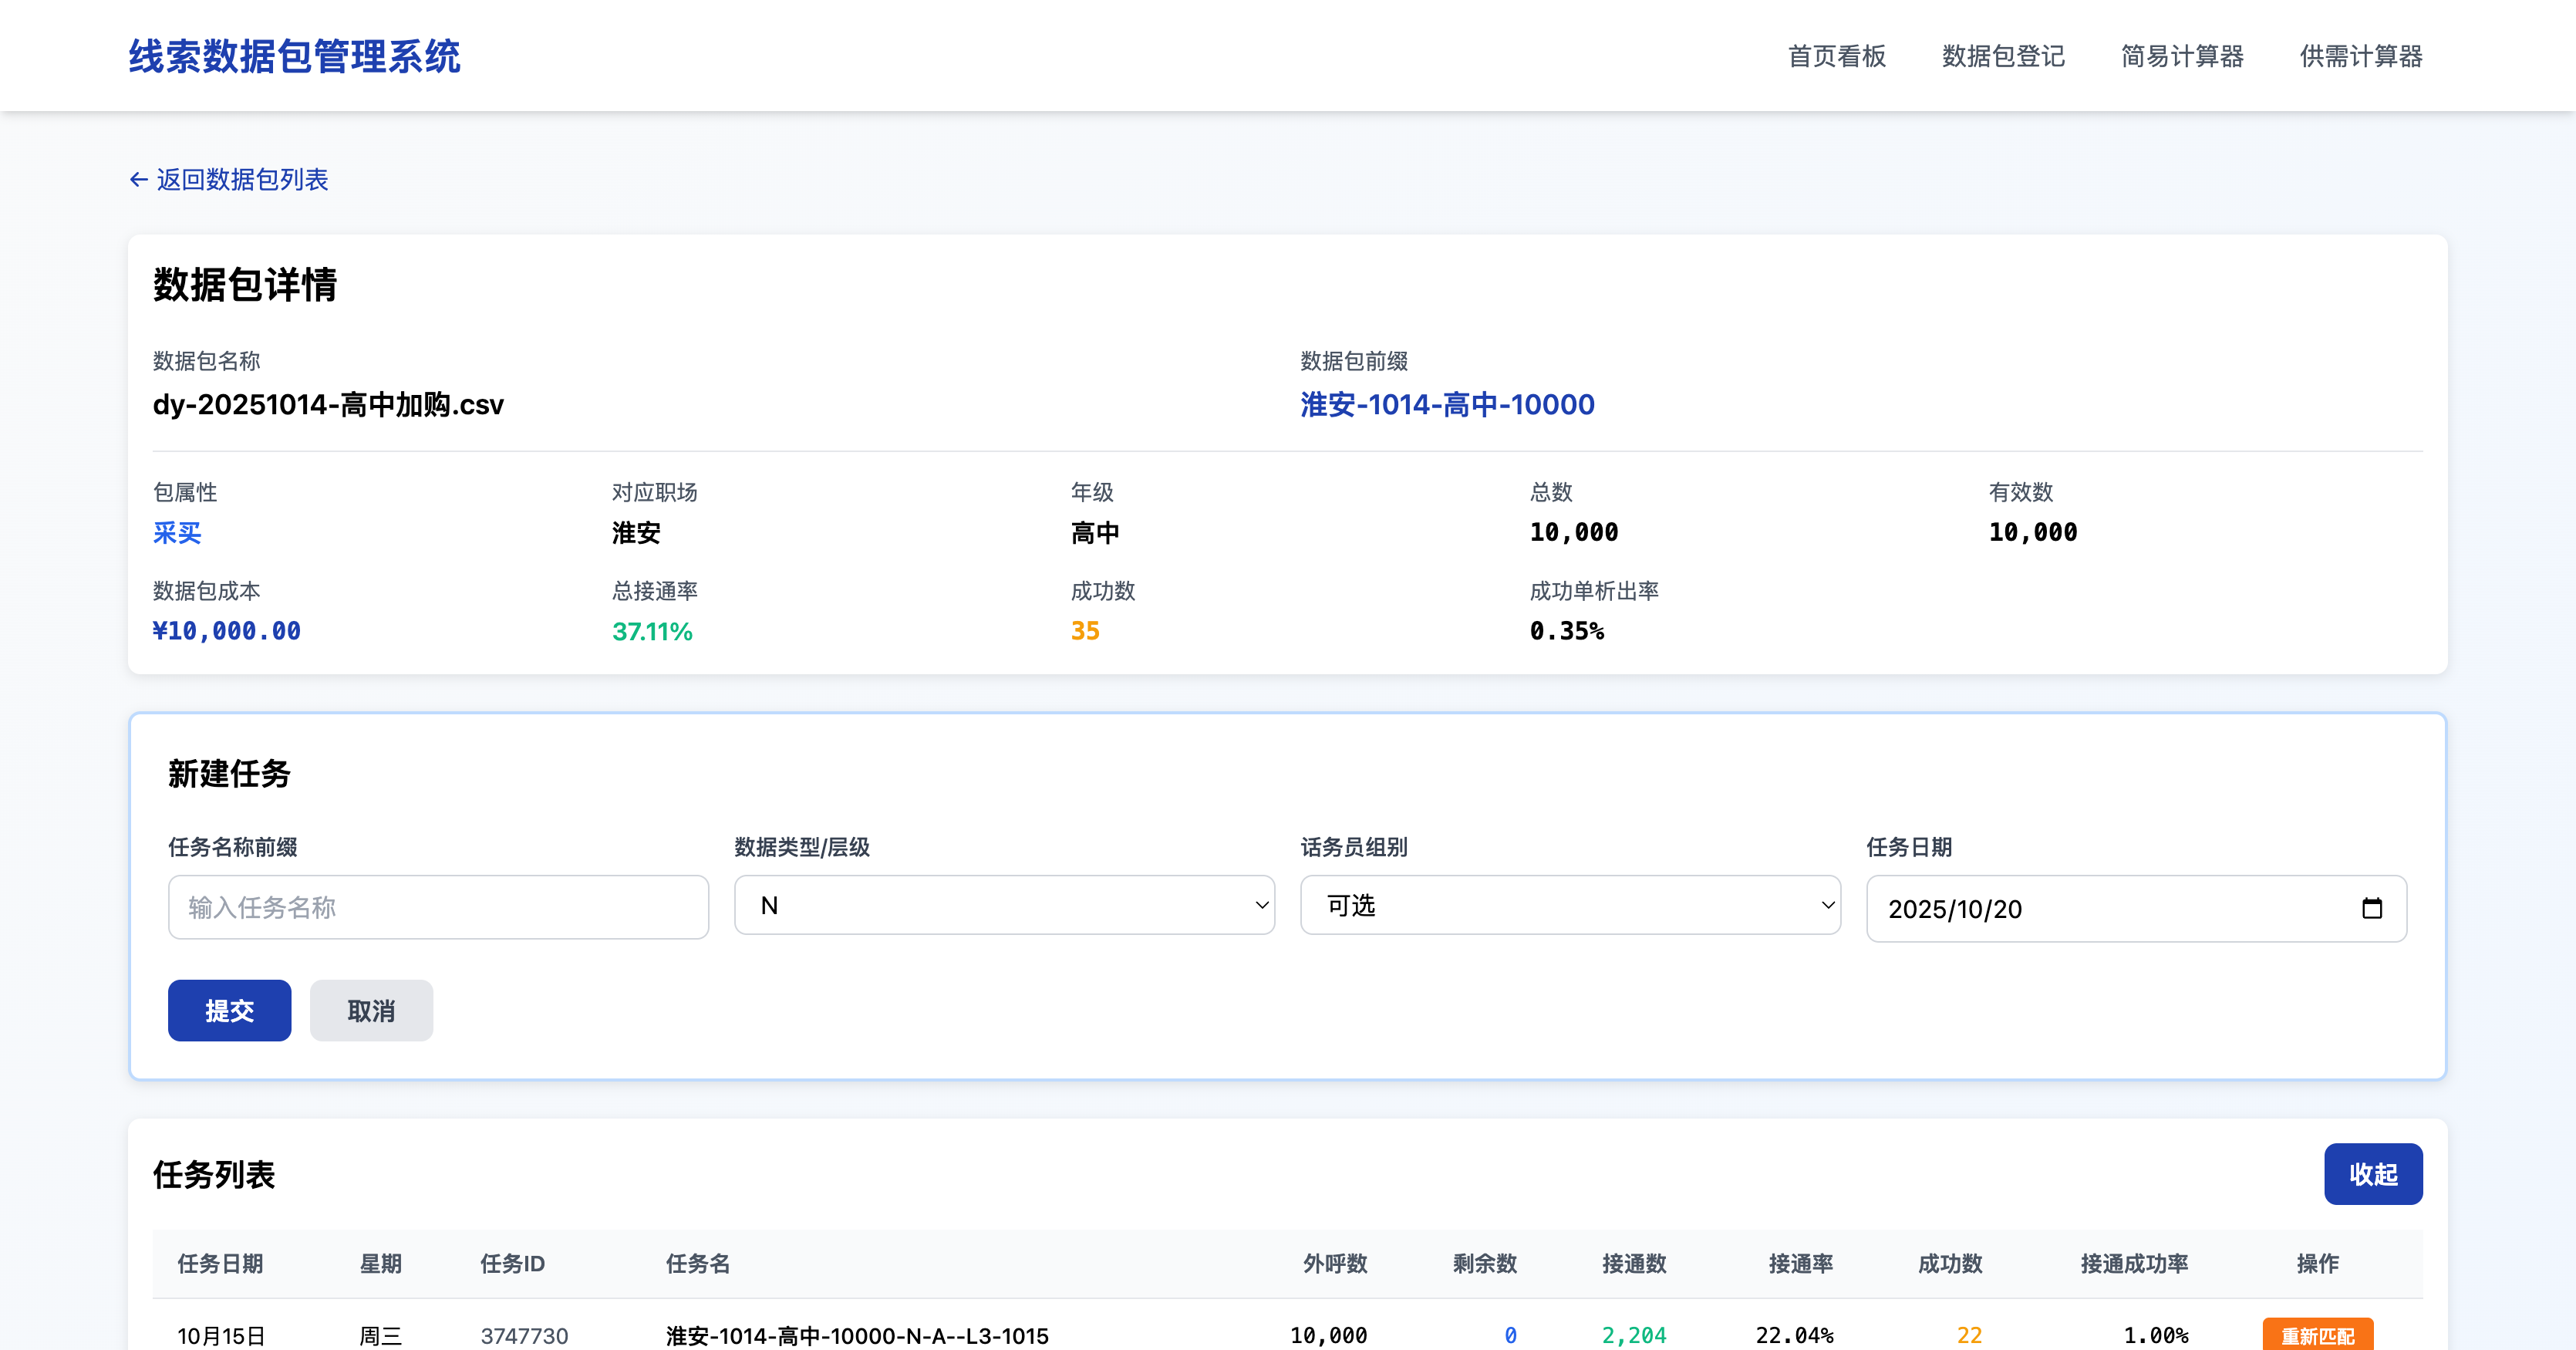 线索数据包管理系统
首页看板 数据包登记 简易计算器 供需计算器
← 返回数据包列表
数据包详情
数据包名称 数据包前缀
dy-20251014-高中加购.csv 淮安-1014-高中-10000
包属性 对应职场 年级 总数 有效数
采买 淮安 高中 10,000 10,000
数据包成本 总接通率 成功数 成功单析出率
¥10,000.00 37.11% 35 0.35%
新建任务
任务名称前缀 数据类型/层级 话务员组别 任务日期
输入任务名称 N 可选 2025/10/20
提交 取消
任务列表 收起
任务日期 星期 任务ID 任务名 外呼数 剩余数 接通数 接通率 成功数 接通成功率 操作
10月15日 周三 3747730 淮安-1014-高中-10000-N-A--L3-1015 10,000 0 2,204 22.04% 22 1.00% 重新匹配